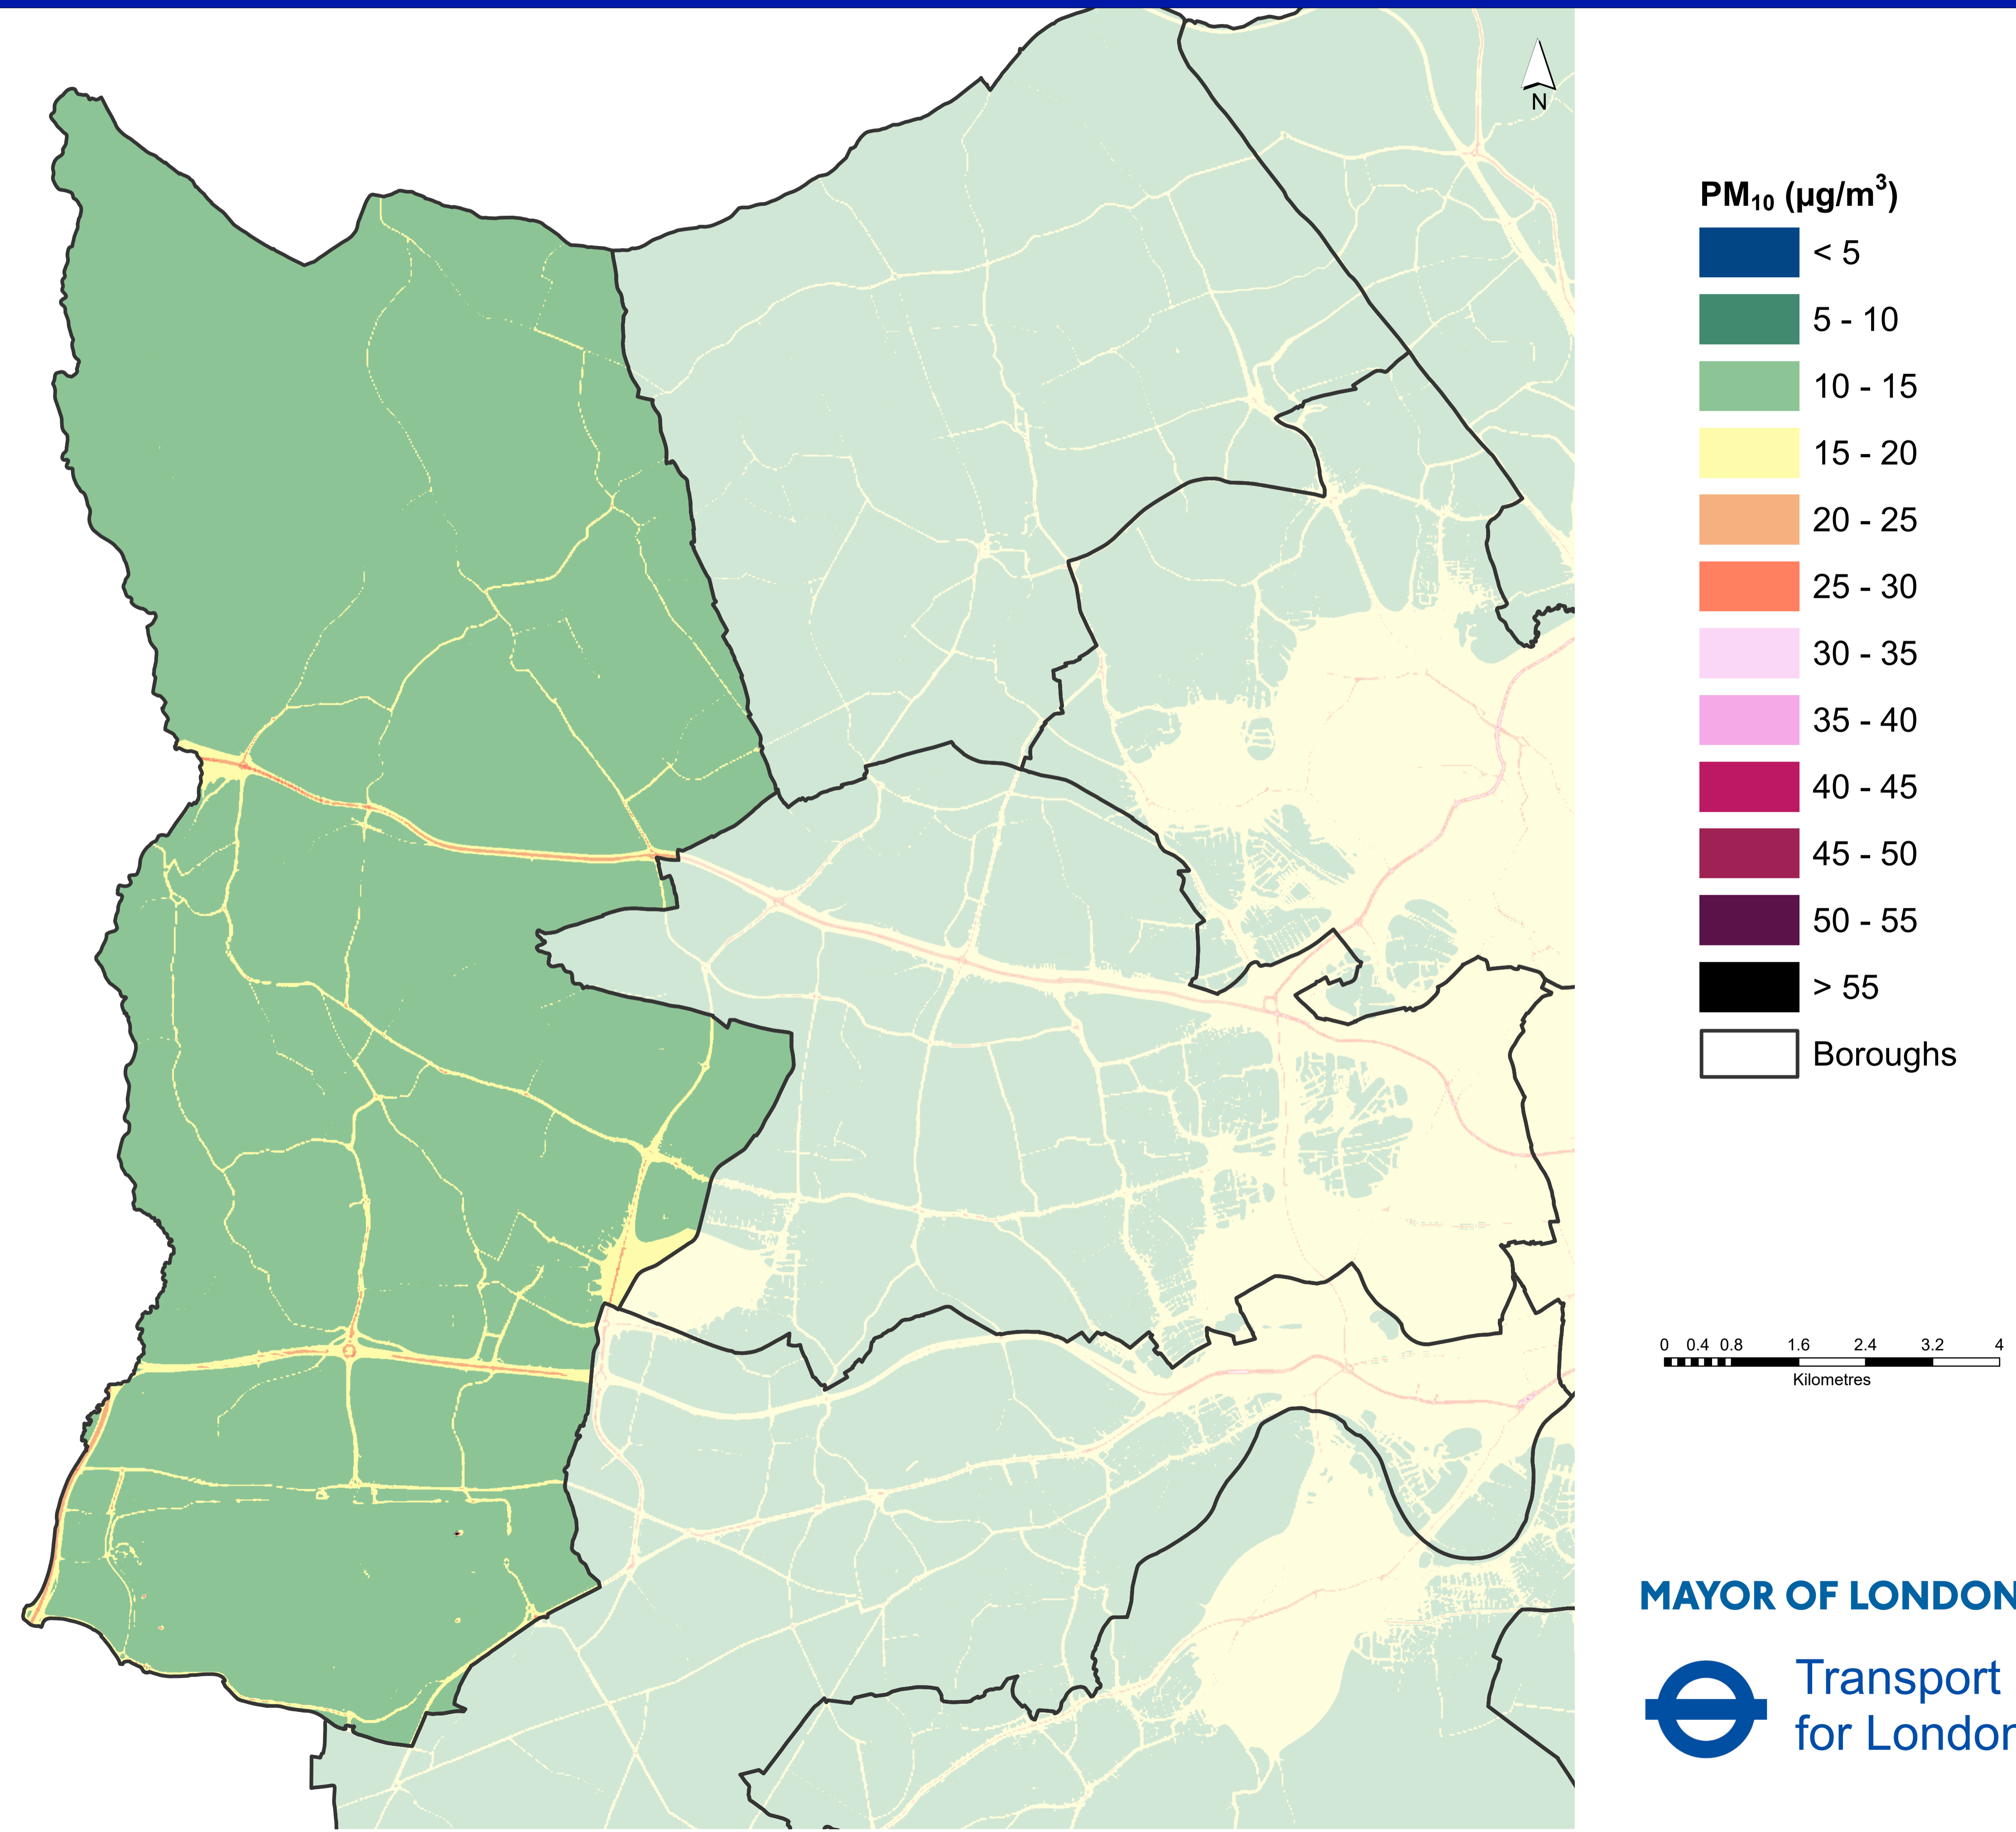 N
PM₁₀ (µg/m³)
< 5
5 - 10
10 - 15
15 - 20
20 - 25
25 - 30
30 - 35
35 - 40
40 - 45
45 - 50
50 - 55
> 55
Boroughs
0 0.4 0.8 1.6 2.4 3.2 4
Kilometres
MAYOR OF LONDON
Transport
for London